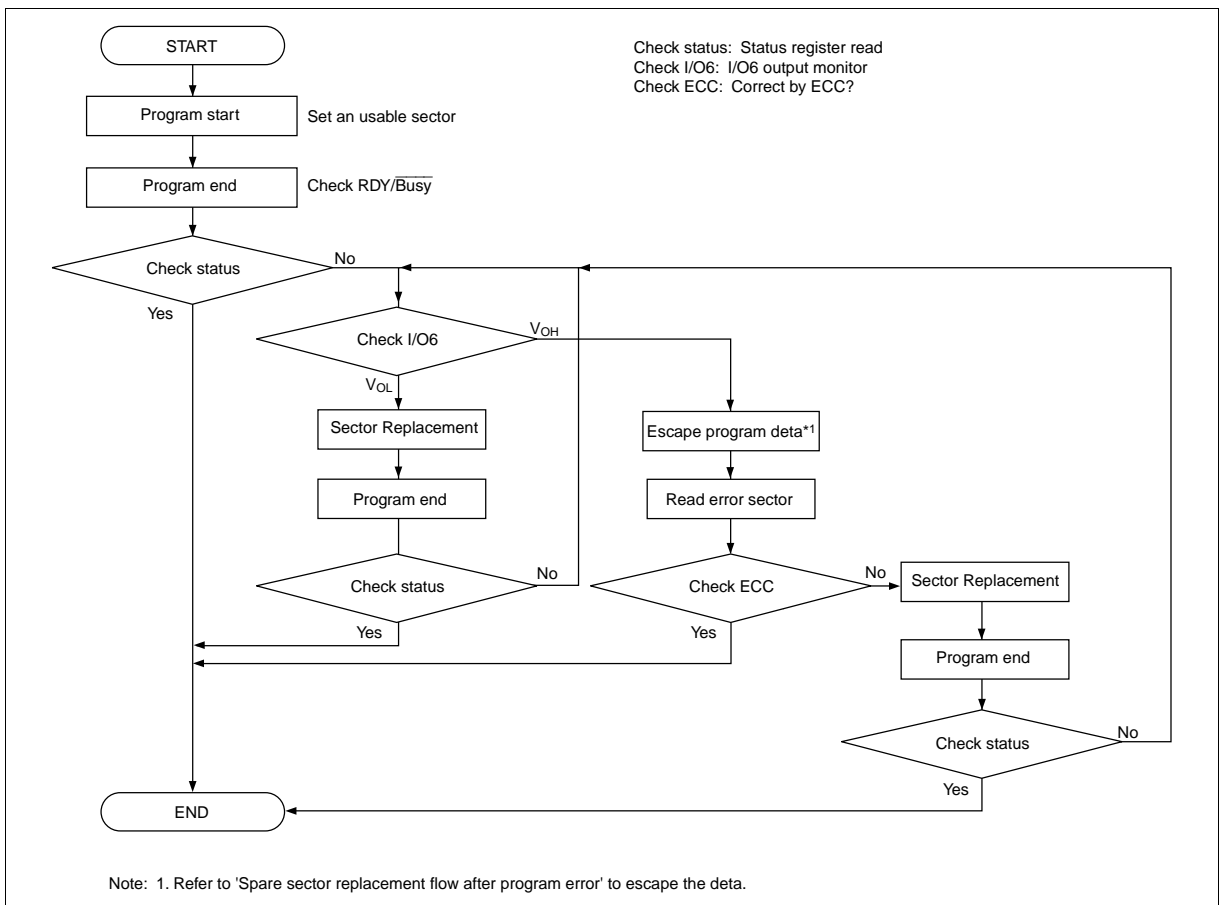 START
Check status: Status register read
Check I/O6: I/O6 output monitor
Check ECC: Correct by ECC?
Program start
Set an usable sector
Program end
Check RDY/Busy
Check status
No
Yes
Check I/O6
VOH
VOL
Sector Replacement
Escape program deta*1
Program end
Read error sector
Check status
No
Yes
Check ECC
No
Yes
Sector Replacement
Program end
Check status
No
Yes
END
Note: 1. Refer to 'Spare sector replacement flow after program error' to escape the deta.